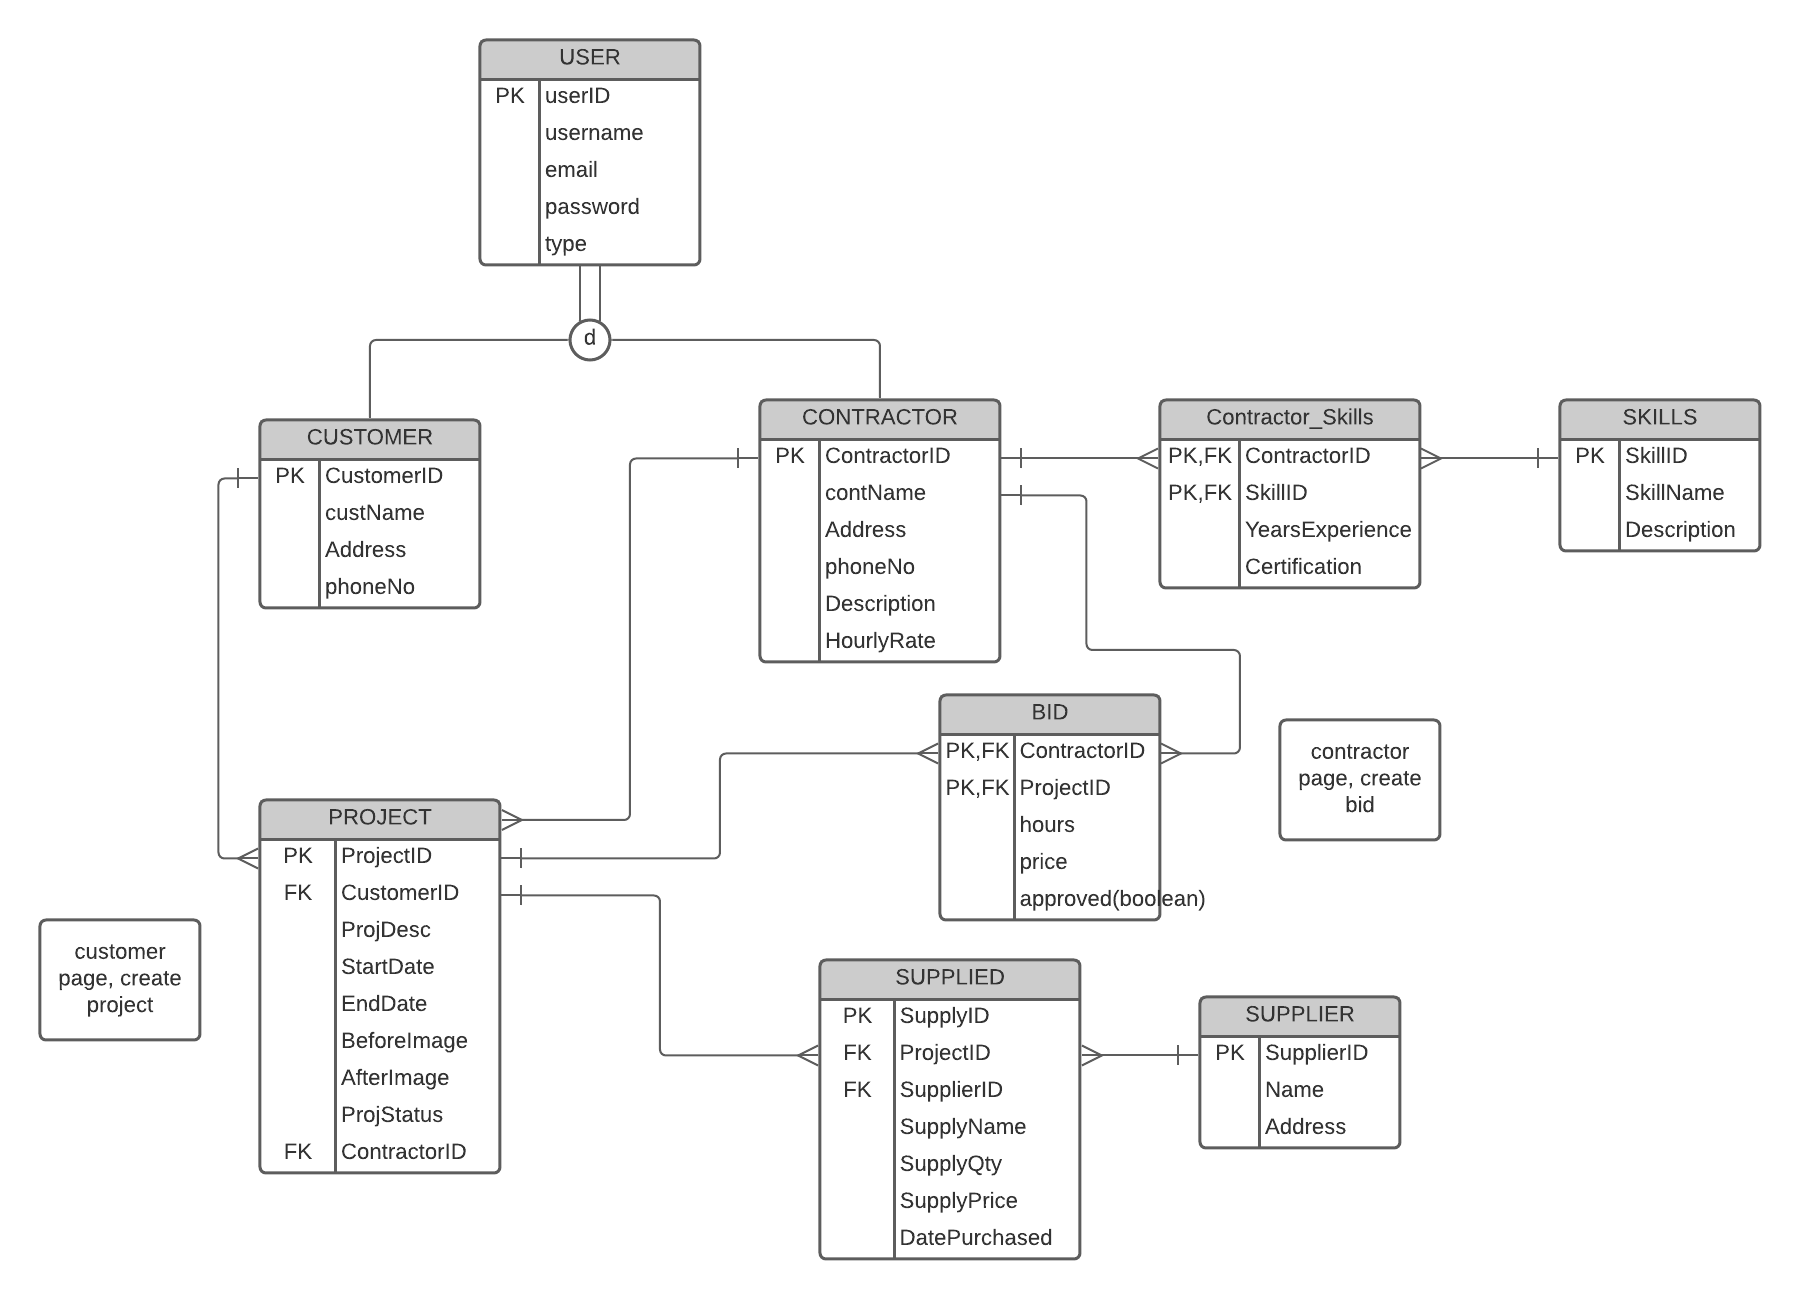 USER
PK userID
username
email
password
type
d
CUSTOMER
PK CustomerID
custName
Address
phoneNo
CONTRACTOR
PK ContractorID
contName
Address
phoneNo
Description
HourlyRate
Contractor_Skills
PK,FK ContractorID
PK,FK SkillID
YearsExperience
Certification
SKILLS
PK SkillID
SkillName
Description
BID
PK,FK ContractorID
PK,FK ProjectID
hours
price
approved(boolean)
contractor
page, create
bid
PROJECT
PK ProjectID
FK CustomerID
ProjDesc
StartDate
EndDate
BeforeImage
AfterImage
ProjStatus
FK ContractorID
customer
page, create
project
SUPPLIED
PK SupplyID
FK ProjectID
FK SupplierID
SupplyName
SupplyQty
SupplyPrice
DatePurchased
SUPPLIER
PK SupplierID
Name
Address